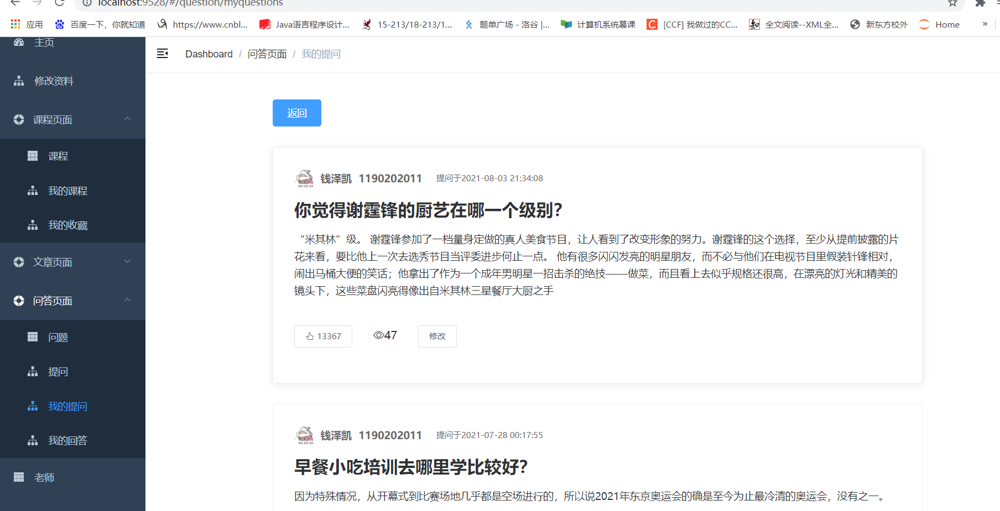 localhost:9528/#/question/myquestions
应用
百度一下，你就知道
https://www.cnbl...
Java语言程序设计...
15-213/18-213/1...
题单广场 - 洛谷 |...
计算机系统慕课
[CCF] 我做过的CC...
全文阅读--XML全...
新东方校外
Home
»
主页
修改资料
课程页面
课程
我的课程
我的收藏
文章页面
问答页面
问题
提问
我的提问
我的回答
老师
Dashboard / 问答页面 / 我的提问
返回
钱泽凯 1190202011 提问于2021-08-03 21:34:08
你觉得谢霆锋的厨艺在哪一个级别？
“米其林”级。 谢霆锋参加了一档量身定做的真人美食节目，让人看到了改变形象的努力。谢霆锋的这个选择，至少从提前披露的片
花来看，要比他上一次去选秀节目当评委进步何止一点。 他有很多闪闪发亮的明星朋友，而不必与他们在电视节目里假装针锋相对，
闹出马桶大便的笑话；他拿出了作为一个成年男明星一招击杀的绝技——做菜，而且看上去似乎规格还很高，在漂亮的灯光和精美的
镜头下，这些菜盘闪亮得像出自米其林三星餐厅大厨之手
13367
47
修改
钱泽凯 1190202011 提问于2021-07-28 00:17:55
早餐小吃培训去哪里学比较好？
因为特殊情况，从开幕式到比赛场地几乎都是空场进行的，所以说2021年东京奥运会的确是至今为止最冷清的奥运会，没有之一。